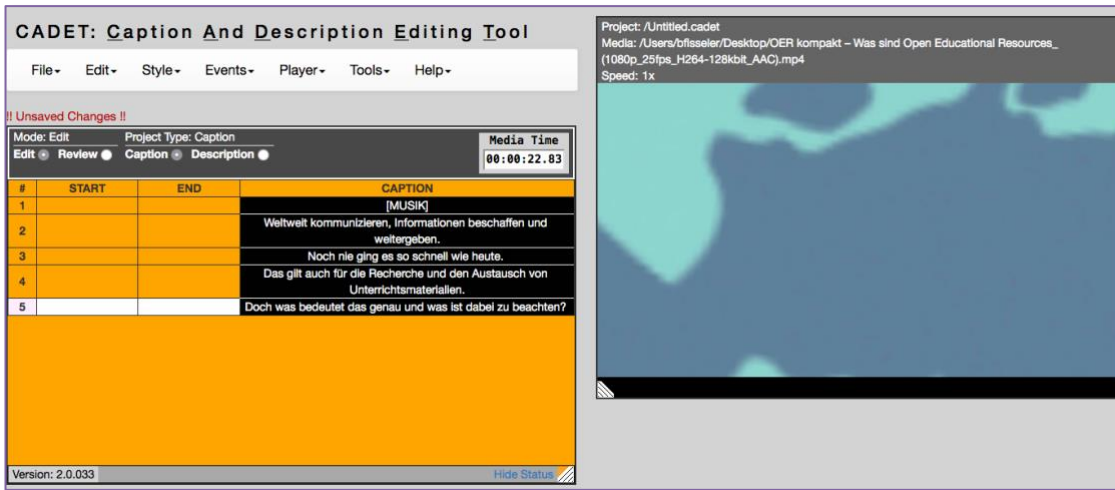 CADET: Caption And Description Editing Tool
File Edit Style Events Player Tools Help
!! Unsaved Changes !!
Mode: Edit Project Type: Caption
Edit Review Caption Description
Media Time
00:00:22.83
# START END CAPTION
1 [MUSIK]
2 Weltweit kommunizieren, Informationen beschaffen und
weitergeben.
3 Noch nie ging es so schnell wie heute.
4 Das gilt auch für die Recherche und den Austausch von
Unterrichtsmaterialien.
5 Doch was bedeutet das genau und was ist dabei zu beachten?
Version: 2.0.033 Hide Status
Project: /Untitled.cadet
Media: /Users/bfisseler/Desktop/OER kompakt – Was sind Open Educational Resources_
(1080p_25fps_H264-128kbit_AAC).mp4
Speed: 1x